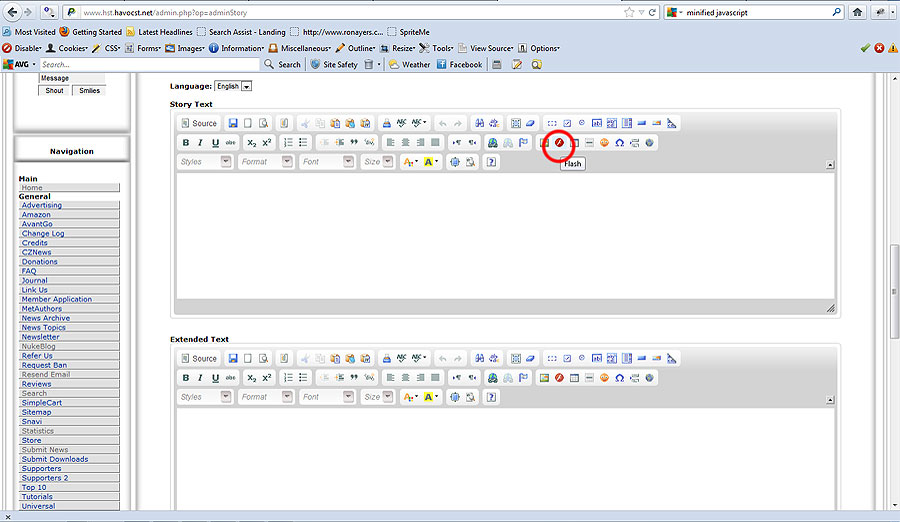 www.hst.havocst.net/admin.php?op=adminStory
minified javascript
Most Visited Getting Started Latest Headlines Search Assist - Landing http://www.ronayers.c... SpriteMe
Disable Cookies CSS Forms Images Information Miscellaneous Outline Resize Tools View Source Options
AVG Search... Search Site Safety Weather Facebook
Message
Shout Smilies
Navigation
Main
Home
General
Advertising
Amazon
AvantGo
Change Log
Credits
CZNews
Donations
FAQ
Journal
Link Us
Member Application
MetAuthors
News Archive
News Topics
Newsletter
NukeBlog
Refer Us
Request Ban
Resend Email
Reviews
Search
SimpleCart
Sitemap
Snavi
Statistics
Store
Submit News
Submit Downloads
Supporters
Supporters 2
Top 10
Tutorials
Universal
Language: English
Story Text
Source
B I U abc x₂ x²
Styles Format Font Size A A ?
Flash
Extended Text
Source
B I U abc x₂ x²
Styles Format Font Size A A ?